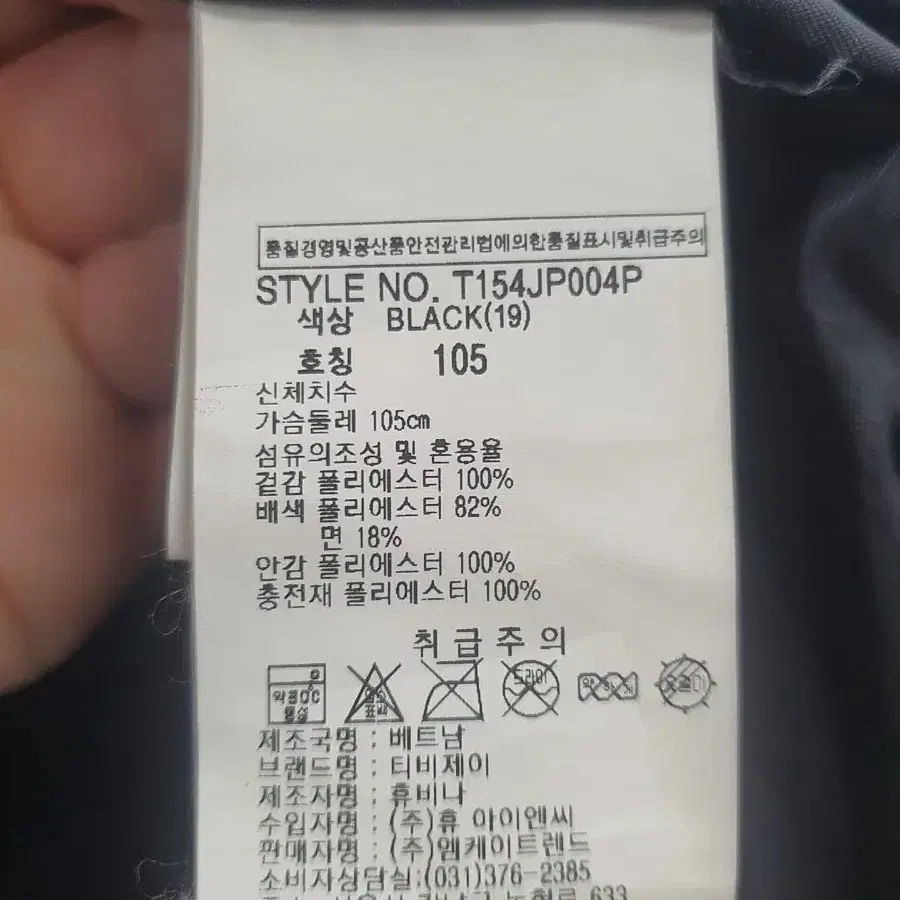 품질경영및공산품안전관리법에의한품질표시및취급주의
STYLE NO. T154JP004P
색상 BLACK(19)
호칭 105
신체치수
가슴둘레 105cm
섬유의조성 및 혼용율
겉감 폴리에스터 100%
배색 폴리에스터 82%
면 18%
안감 폴리에스터 100%
충전재 폴리에스터 100%
취급주의
드라이
제조국명 : 베트남
브랜드명 : 티비제이
제조자명 : 휴비나
수입자명 : (주)휴 아이엔씨
판매자명 : (주)엠케이트렌드
소비자상담실:(031)376-2385
633